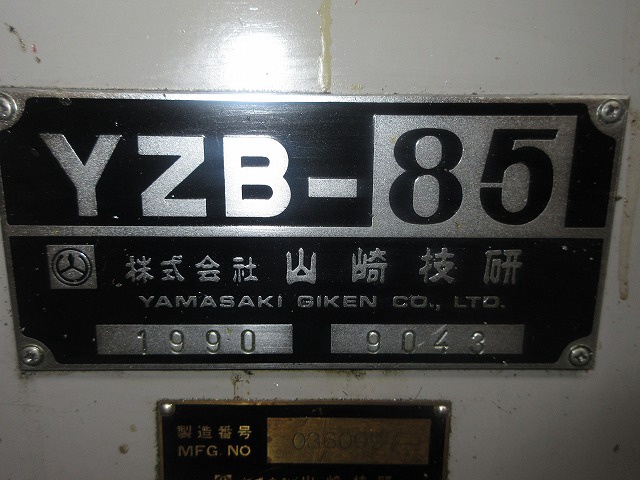 YZB-85
株式会社 山崎技研
YAMASAKI GIKEN CO., LTD.
1990 9043
製造番号
MFG. NO